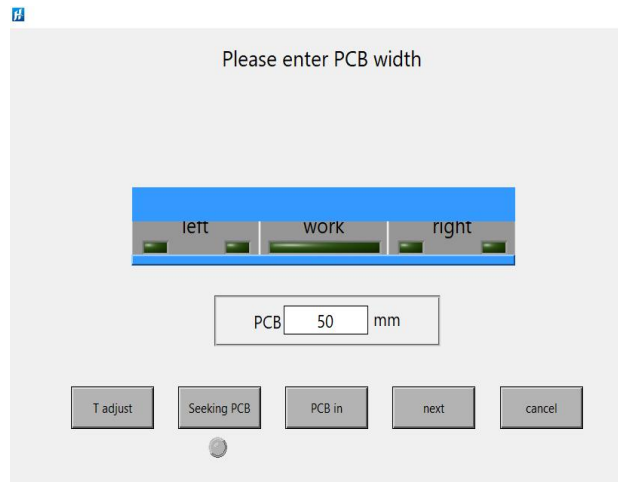 Please enter PCB width
left work right
PCB 50 mm
T adjust Seeking PCB PCB in next cancel